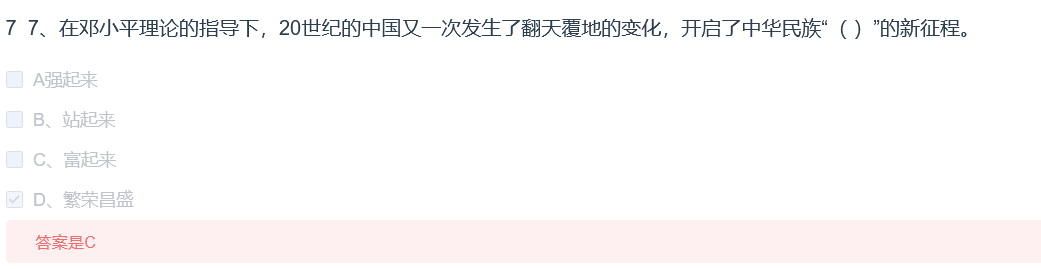 7 7、在邓小平理论的指导下，20世纪的中国又一次发生了翻天覆地的变化，开启了中华民族“（ ）”的新征程。
A强起来
B、站起来
C、富起来
D、繁荣昌盛
答案是C